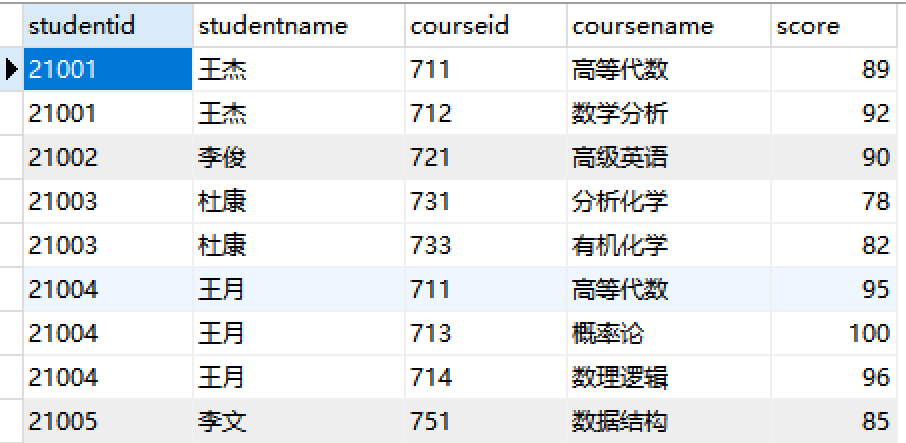 studentid studentname courseid coursename score
21001 王杰 711 高等代数 89
21001 王杰 712 数学分析 92
21002 李俊 721 高级英语 90
21003 杜康 731 分析化学 78
21003 杜康 733 有机化学 82
21004 王月 711 高等代数 95
21004 王月 713 概率论 100
21004 王月 714 数理逻辑 96
21005 李文 751 数据结构 85